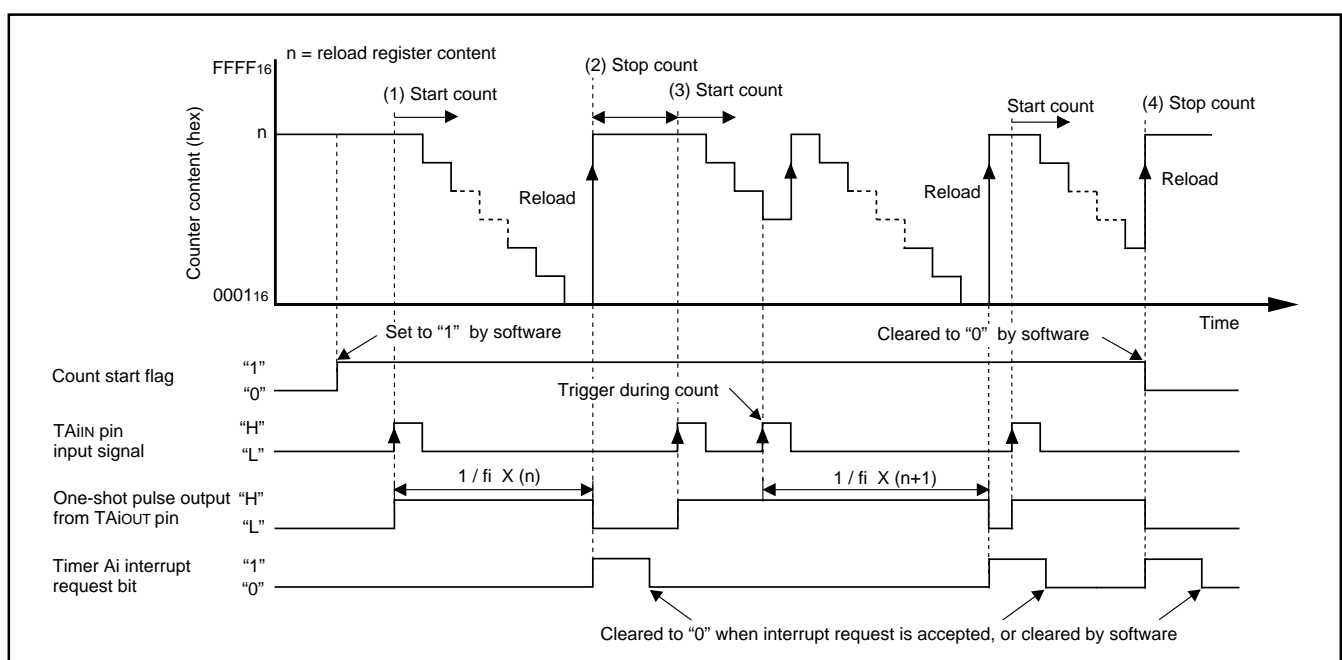 n = reload register content
FFFF16
(2) Stop count
(1) Start count
(3) Start count
Start count
(4) Stop count
n
Counter content (hex)
Reload
Reload
Reload
000116
Time
Set to “1” by software
Cleared to “0” by software
Count start flag
“1”
“0”
Trigger during count
TAiIN pin
input signal
“H”
“L”
1 / fi X (n)
1 / fi X (n+1)
One-shot pulse output
from TAiOUT pin
“H”
“L”
Timer Ai interrupt
request bit
“1”
“0”
Cleared to “0” when interrupt request is accepted, or cleared by software